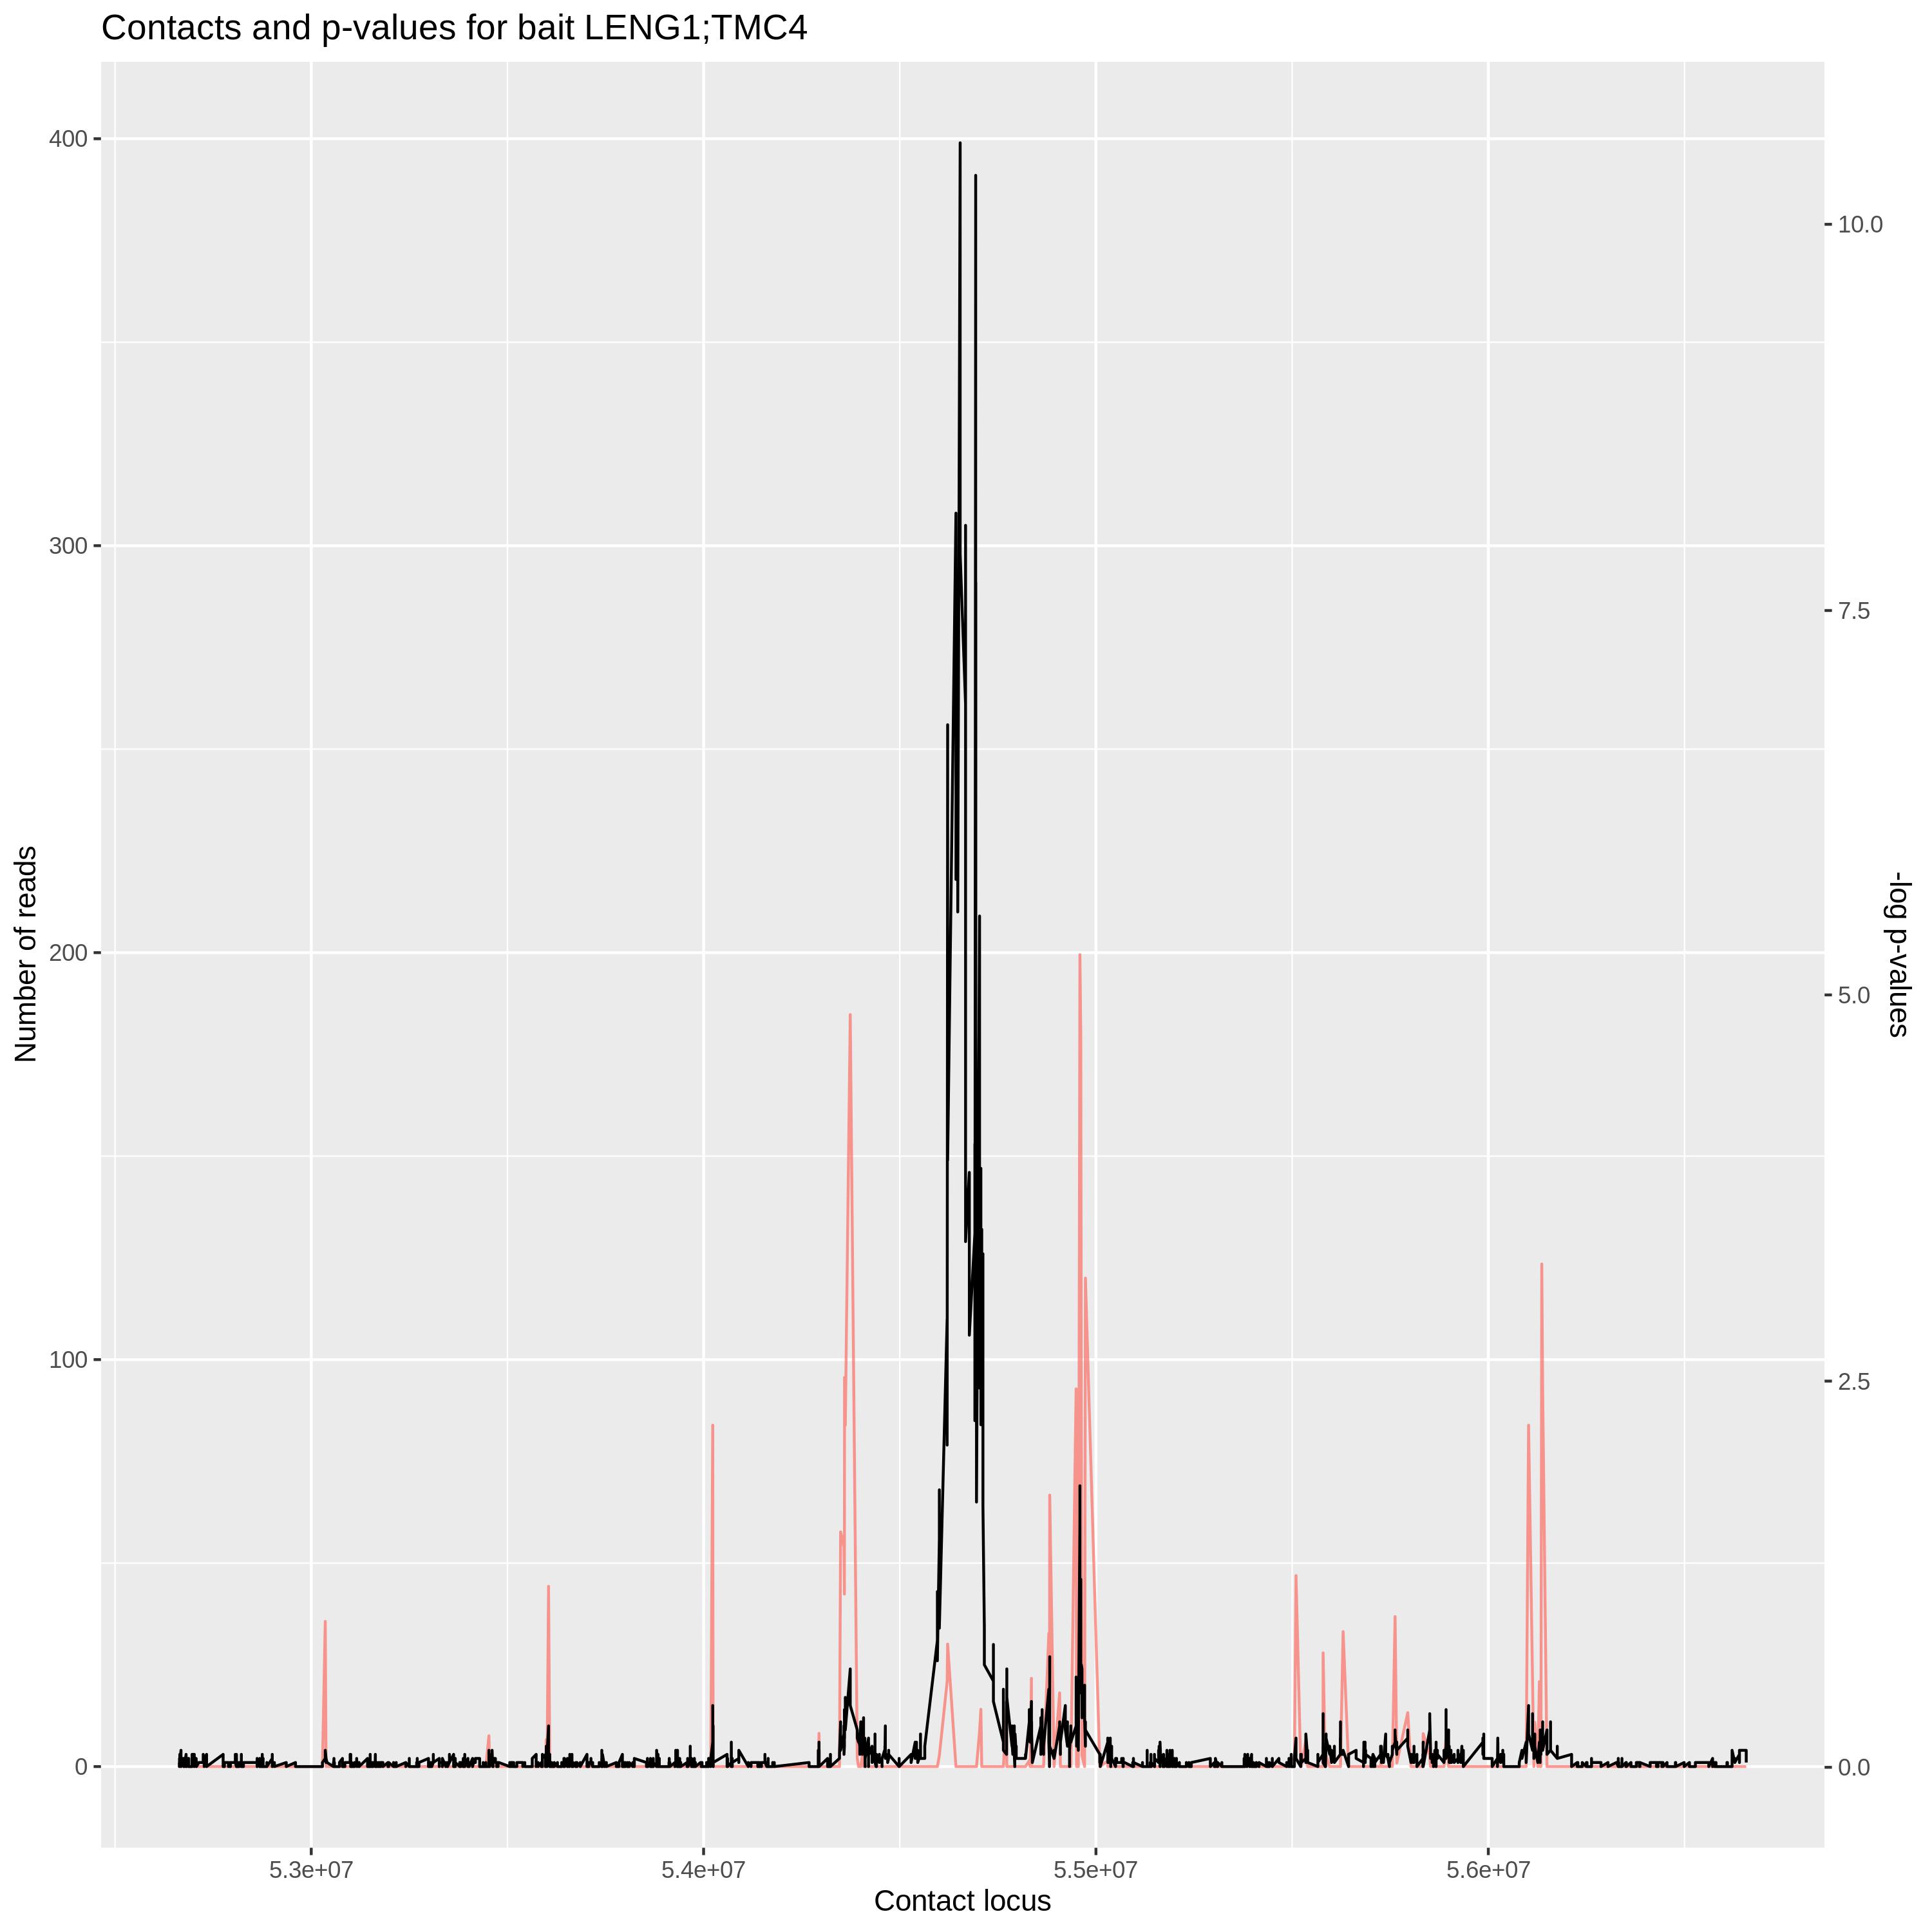 Contacts and p-values for bait LENG1;TMC4
400
300
200
100
0
Number of reads
10.0
7.5
5.0
2.5
0.0
-log p-values
5.3e+07
5.4e+07
5.5e+07
5.6e+07
Contact locus